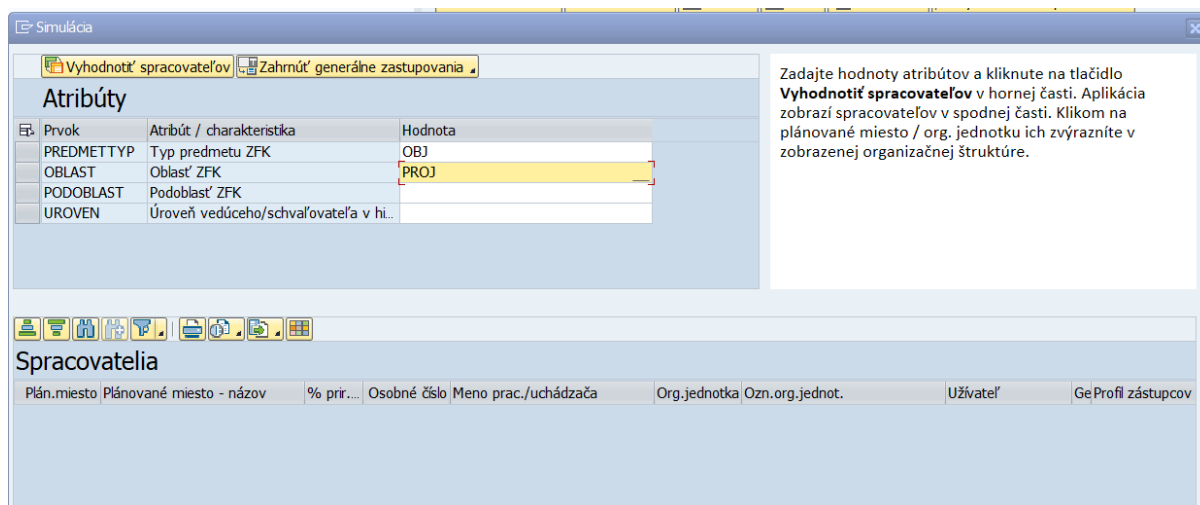 Simulácia
Vyhodnotiť spracovateľov Zahrnúť generálne zastupovania
Atribúty
Prvok Atribút / charakteristika Hodnota
PREDMETTYP Typ predmetu ZFK OBJ
OBLAST Oblasť ZFK PROJ
PODOBLAST Podoblasť ZFK
UROVEN Úroveň vedúceho/schvaľovateľa v hi...
Zadajte hodnoty atribútov a kliknute na tlačidlo
Vyhodnotiť spracovateľov v hornej časti. Aplikácia
zobrazí spracovateľov v spodnej časti. Klikom na
plánované miesto / org. jednotku ich zvýrazníte v
zobrazenej organizačnej štruktúre.
Spracovatelia
Plán.miesto Plánované miesto - názov % prir.... Osobné číslo Meno prac./uchádzača Org.jednotka Ozn.org.jednot. Užívateľ Ge Profil zástupcov